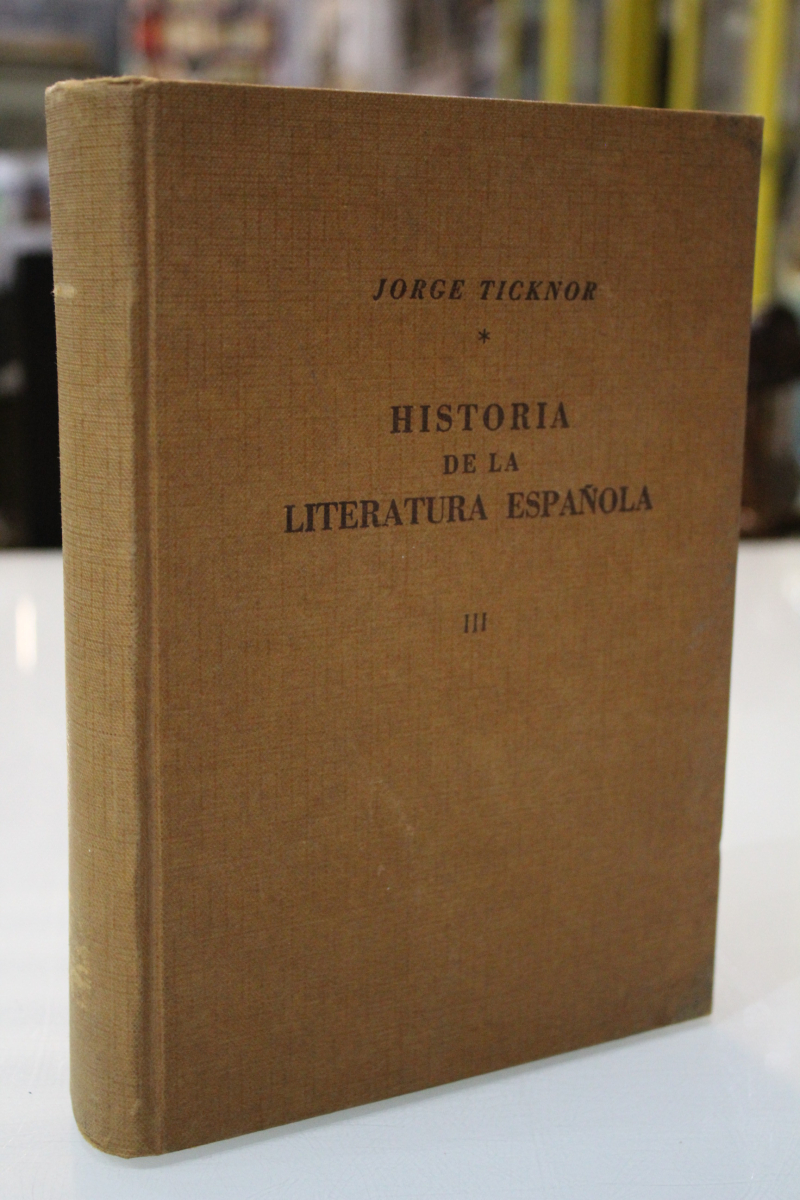 JORGE TICKNOR
*
HISTORIA
DE LA
LITERATURA ESPAÑOLA
III